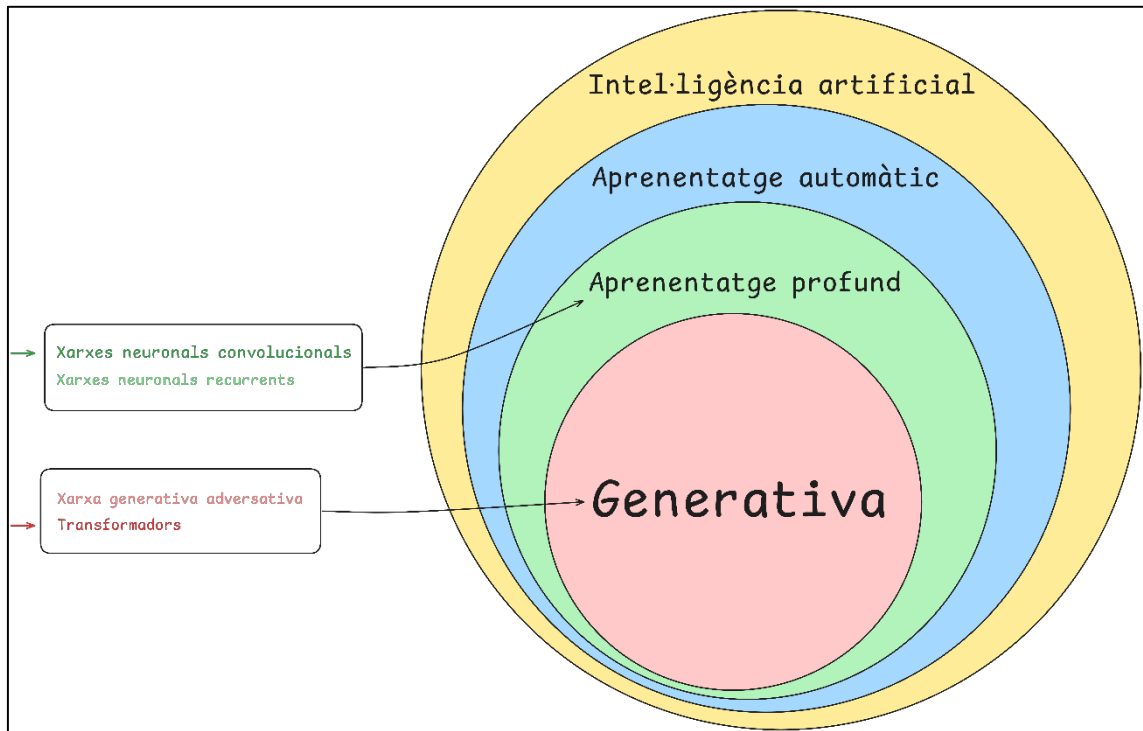 Intel·ligència artificial
Aprenentatge automàtic
Aprenentatge profund
Xarxes neuronals convolucionals
Xarxes neuronals recurrents
Xarxa generativa adversativa
Transformadors
Generativa